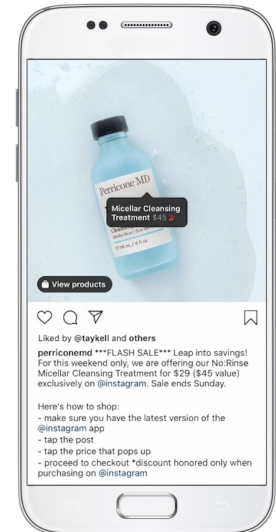 Perricone MD
Micellar Cleansing
Treatment $45
View products
Liked by @taykell and others
perriconemd ***FLASH SALE*** Leap into savings!
For this weekend only, we are offering our No:Rinse
Micellar Cleansing Treatment for $29 ($45 value)
exclusively on @instagram. Sale ends Sunday.
Here's how to shop:
- make sure you have the latest version of the
@instagram app
- tap the post
- tap the price that pops up
- proceed to checkout *discount honored only when
purchasing on @instagram